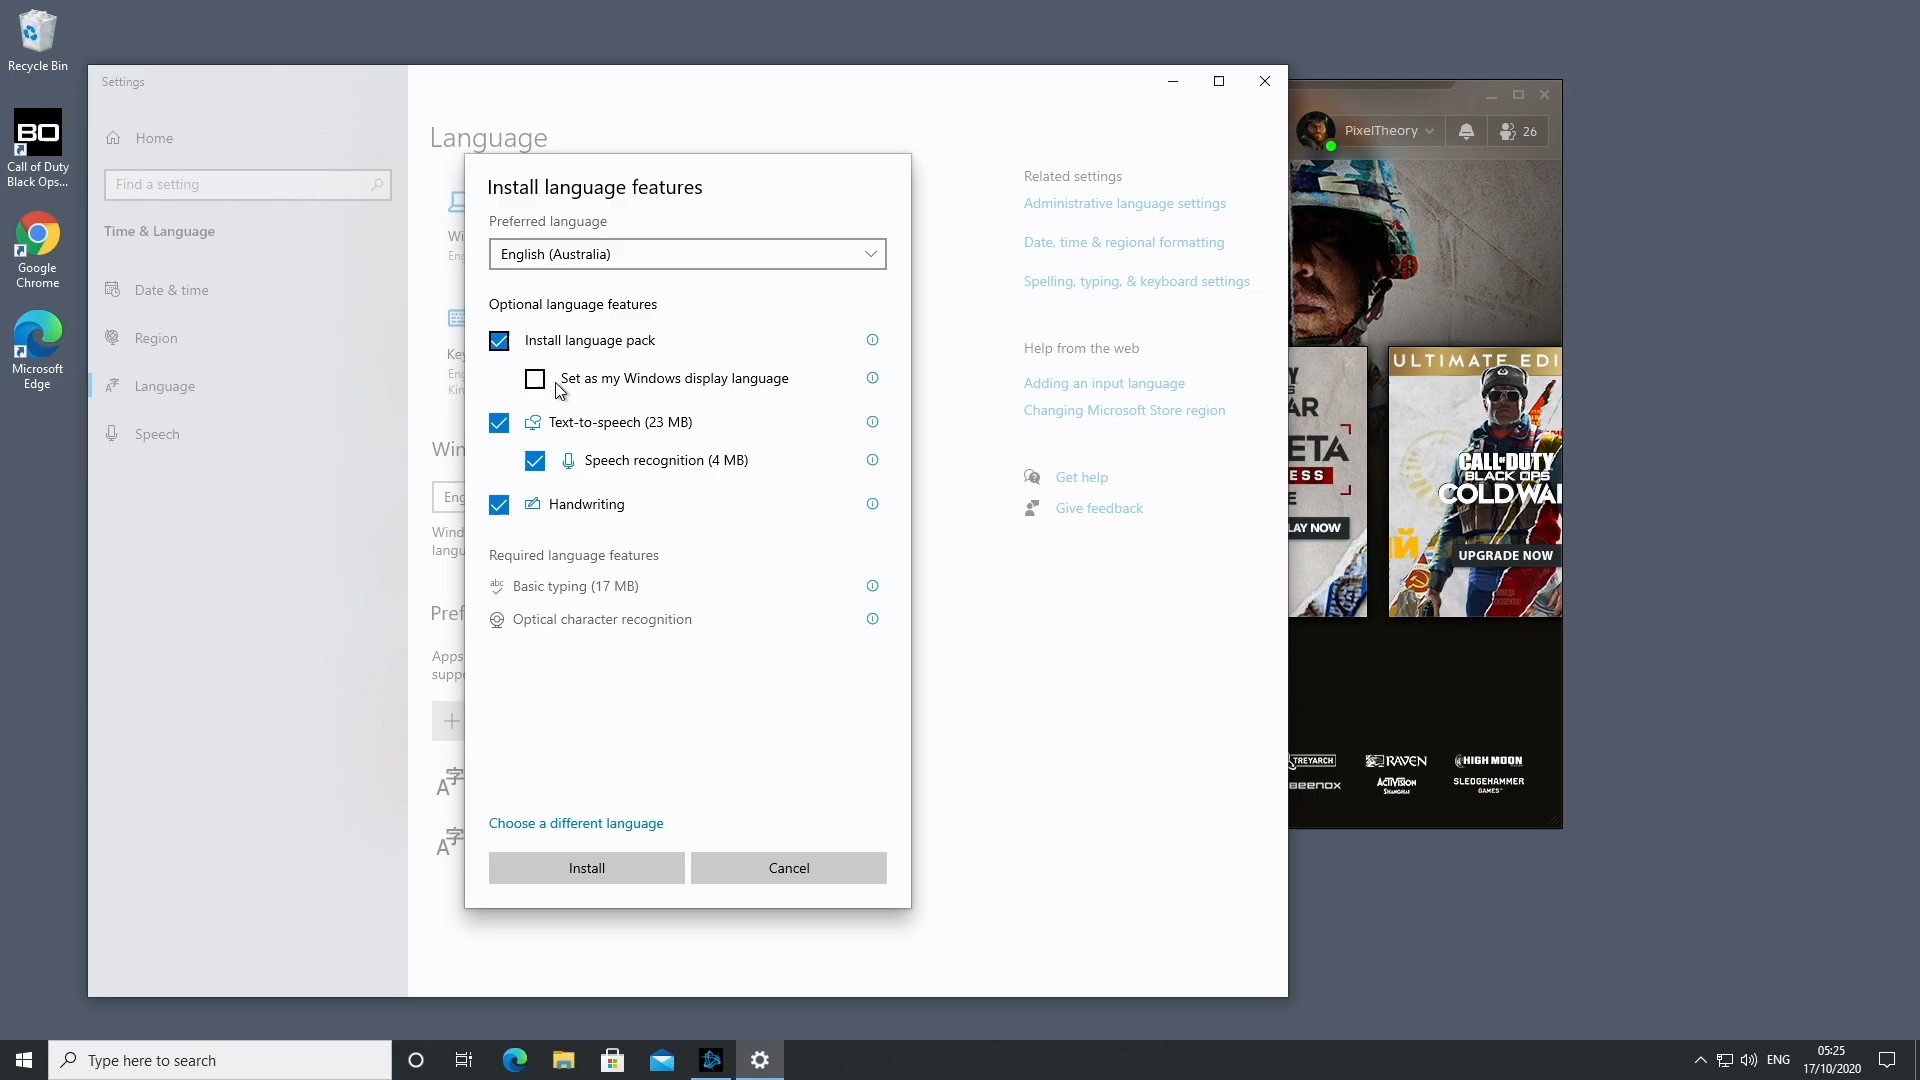 Recycle Bin
Call of Duty
Black Ops...
Google
Chrome
Microsoft
Edge
Settings
Home
Find a setting
Time & Language
Date & time
Region
Language
Speech
Language
Install language features
Preferred language
English (Australia)
Optional language features
Install language pack
Set as my Windows display language
Text-to-speech (23 MB)
Speech recognition (4 MB)
Handwriting
Required language features
abc Basic typing (17 MB)
Optical character recognition
Choose a different language
Install
Cancel
Related settings
Administrative language settings
Date, time & regional formatting
Spelling, typing, & keyboard settings
Help from the web
Adding an input language
Changing Microsoft Store region
Get help
Give feedback
PixelTheory
26
PLAY NOW
ULTIMATE EDI
CALL OF DUTY
BLACK OPS
COLD WAR
UPGRADE NOW
TREYARCH
RAVEN
HIGH MOON
BEENOX
ACTIVISION
SHANGHAI
SLEDGEHAMMER
GAMES
Type here to search
ENG
05:25
17/10/2020